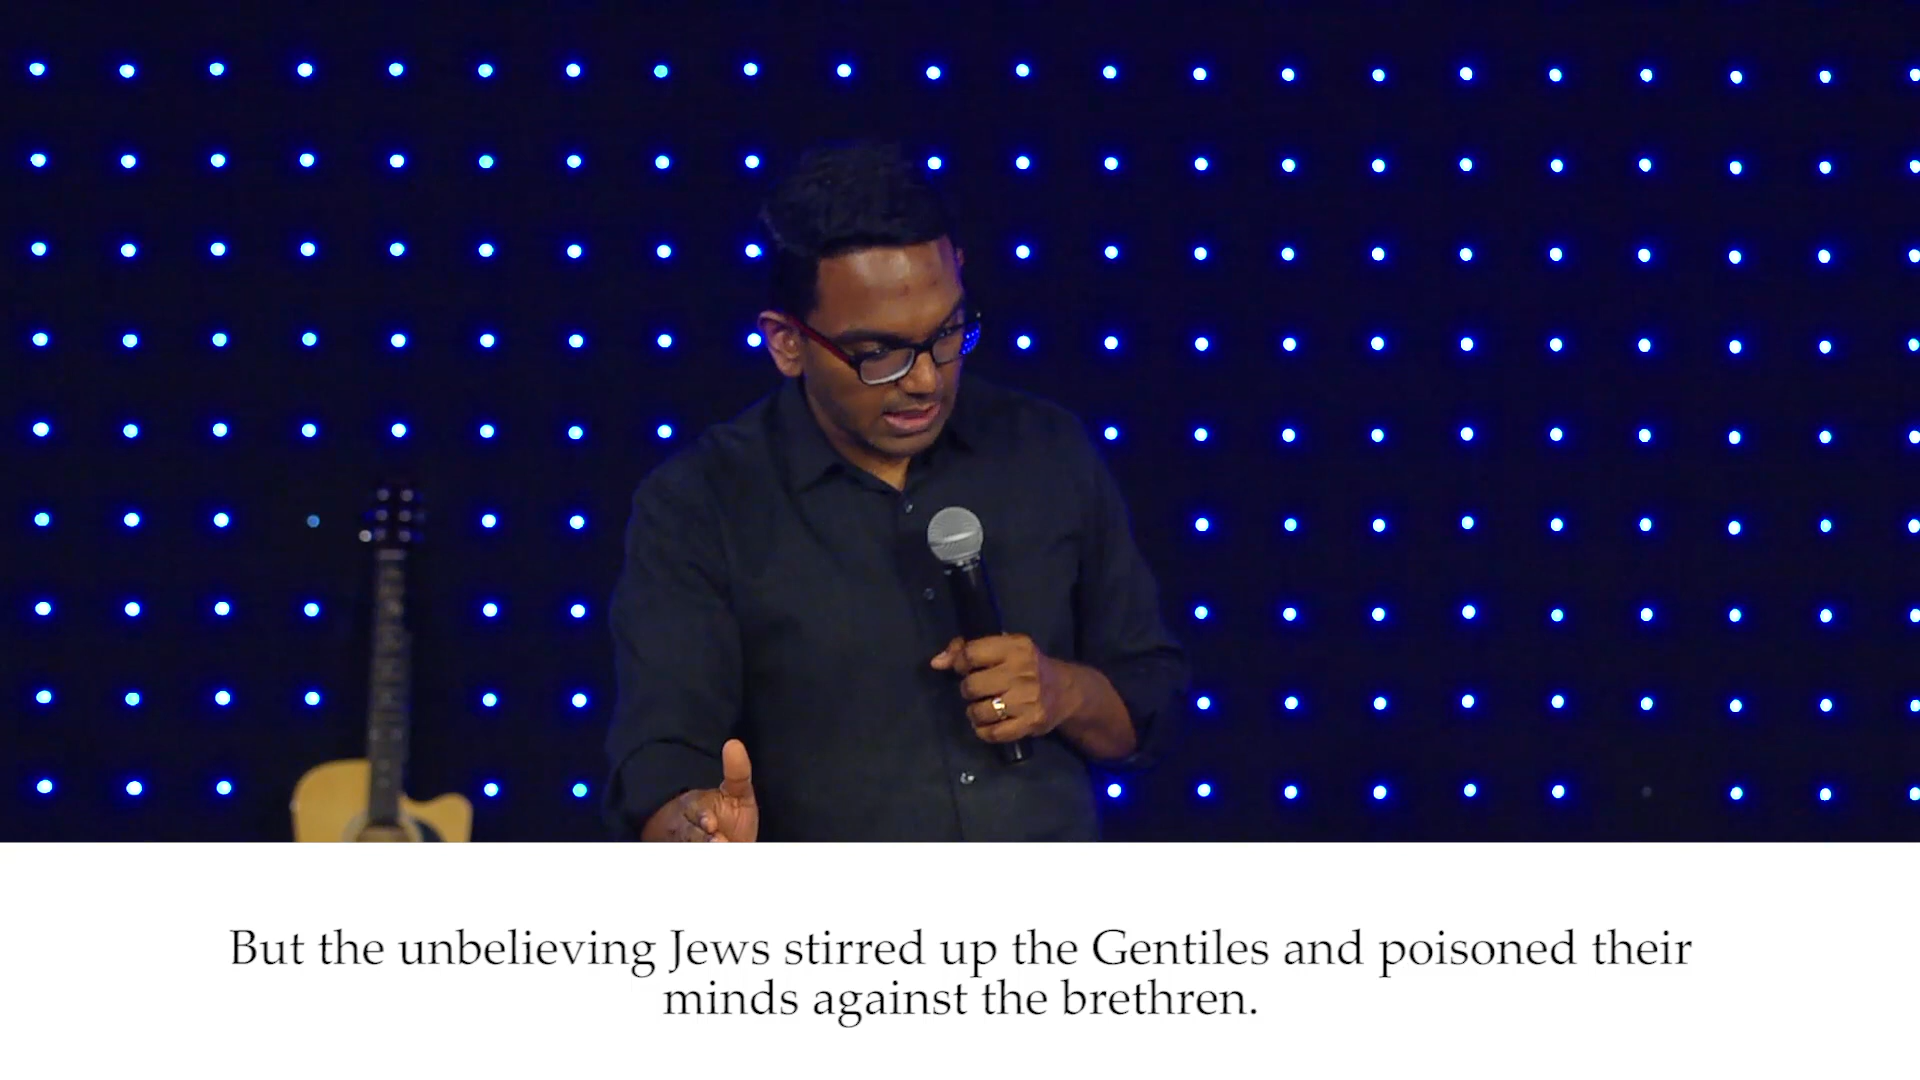 But the unbelieving Jews stirred up the Gentiles and poisoned their
minds against the brethren.